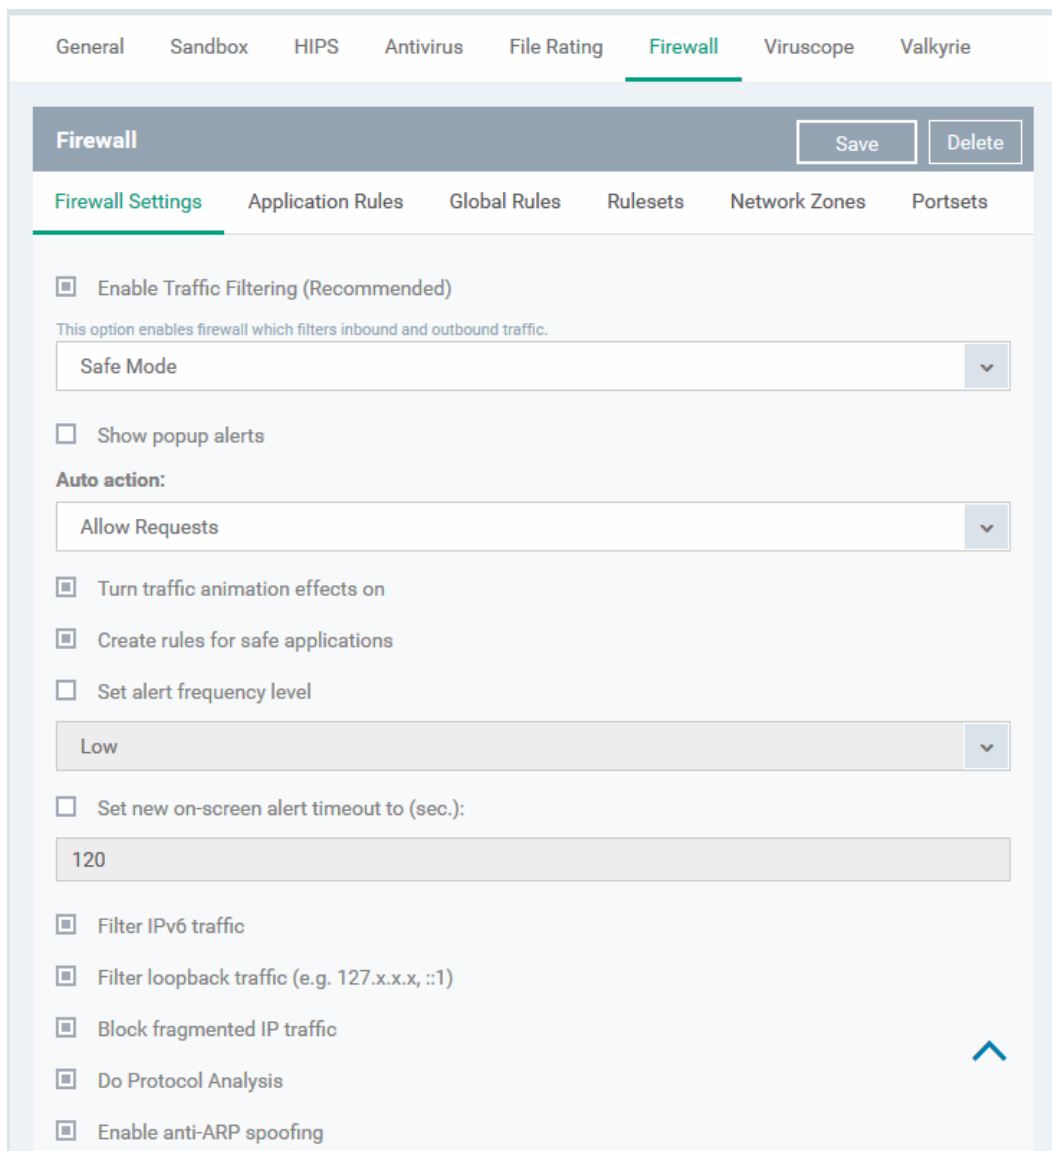 General Sandbox HIPS Antivirus File Rating Firewall Viruscope Valkyrie
Firewall Save Delete
Firewall Settings Application Rules Global Rules Rulesets Network Zones Portsets
Enable Traffic Filtering (Recommended)
This option enables firewall which filters inbound and outbound traffic.
Safe Mode
Show popup alerts
Auto action:
Allow Requests
Turn traffic animation effects on
Create rules for safe applications
Set alert frequency level
Low
Set new on-screen alert timeout to (sec.):
120
Filter IPv6 traffic
Filter loopback traffic (e.g. 127.x.x.x, ::1)
Block fragmented IP traffic
Do Protocol Analysis
Enable anti-ARP spoofing